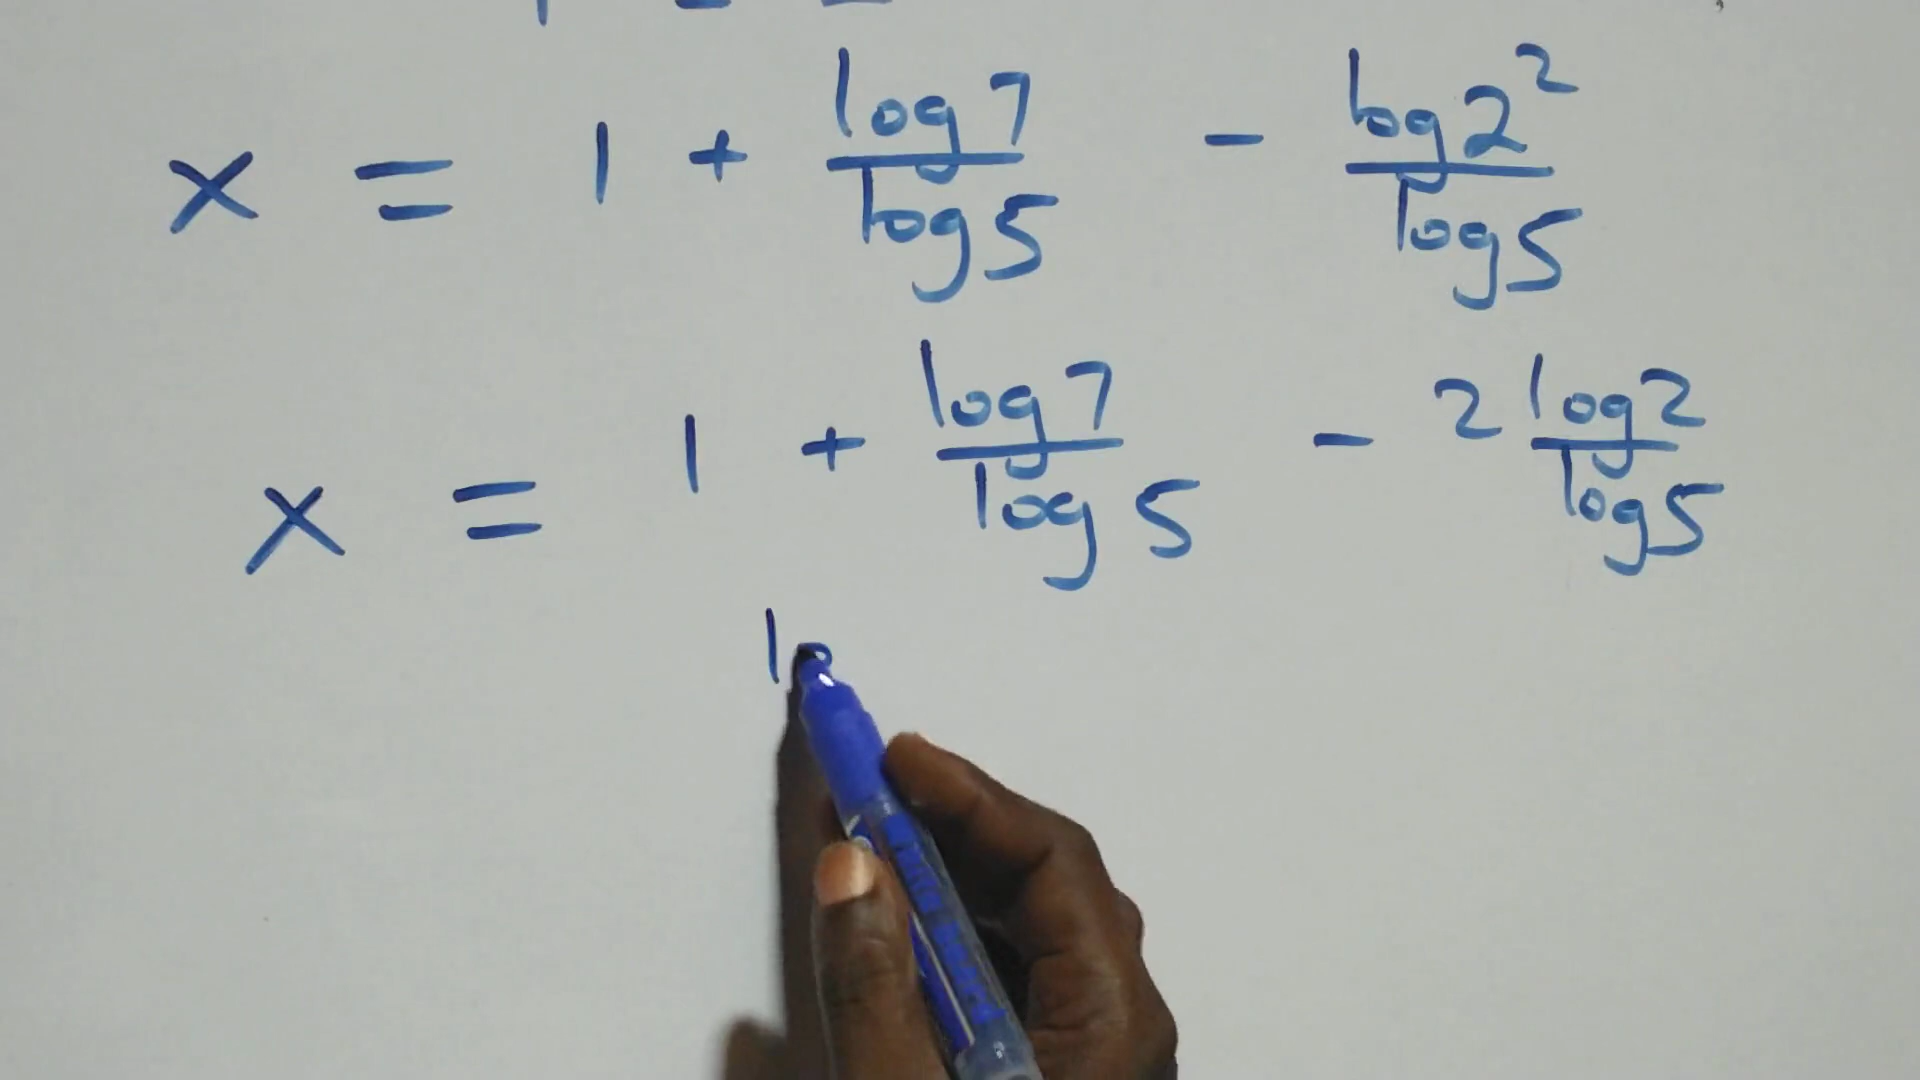 x = 1 + log 7 / log 5 - log 2² / log 5
x = 1 + log 7 / log 5 - 2 log 2 / log 5
lo